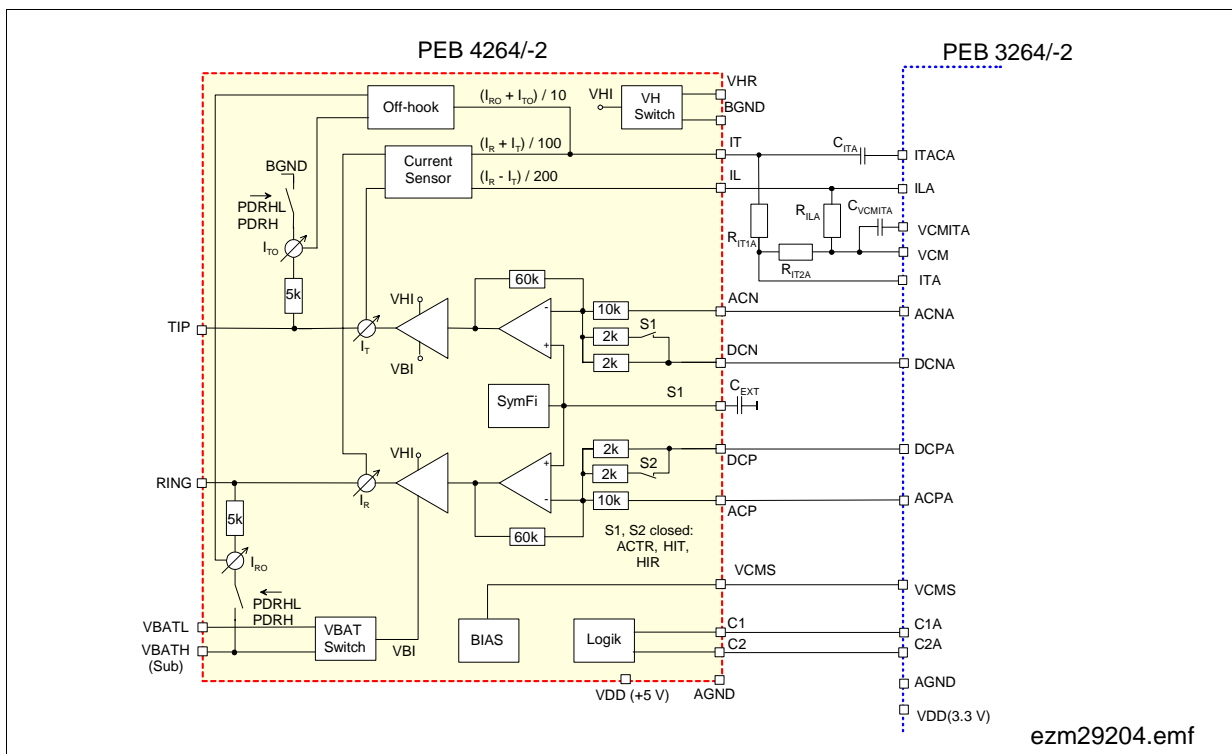 PEB 4264/-2
PEB 3264/-2
VHR
BGND
VHI
VH
Switch
Off-hook
(I_RO + I_TO) / 10
(I_R + I_T) / 100
(I_R - I_T) / 200
Current
Sensor
IT
IL
C_ITA
ITACA
ILA
C_VCMITA
VCMITA
R_ILA
R_IT1A
R_IT2A
VCM
ITA
BGND
PDRHL
PDRH
I_TO
5k
60k
VHI
VBI
TIP
I_T
-
+
10k
2k
S1
2k
ACN
ACNA
DCN
DCNA
SymFi
S1
C_EXT
VHI
RING
I_R
+
-
2k
2k
S2
10k
60k
DCP
DCPA
ACP
ACPA
S1, S2 closed:
ACTR, HIT,
HIR
5k
I_RO
PDRHL
PDRH
VCMS
VCMS
VBATL
VBATH
(Sub)
VBAT
Switch
VBI
BIAS
Logik
C1
C2
C1A
C2A
VDD (+5 V)
AGND
AGND
VDD(3.3 V)
ezm29204.emf